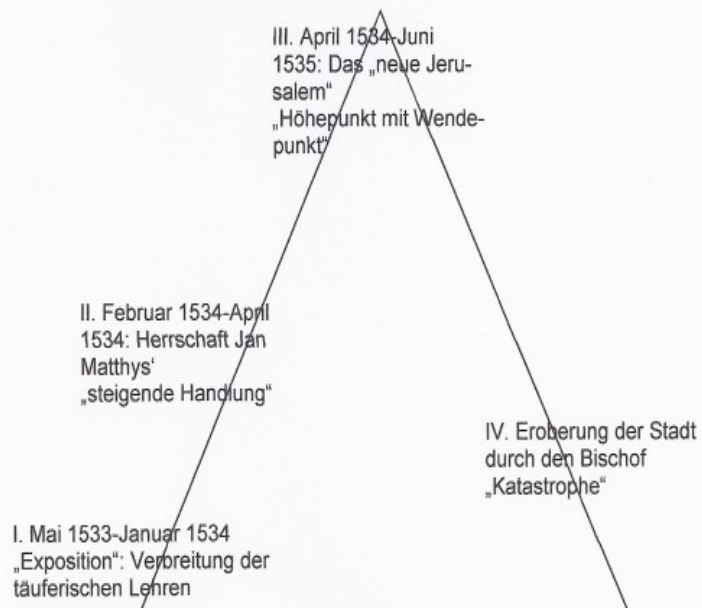 III. April 1534-Juni
1535: Das „neue Jeru-
salem“
„Höhepunkt mit Wende-
punkt“
II. Februar 1534-April
1534: Herrschaft Jan
Matthys‘
„steigende Handlung“
IV. Eroberung der Stadt
durch den Bischof
„Katastrophe“
I. Mai 1533-Januar 1534
„Exposition“: Verbreitung der
täuferischen Lehren